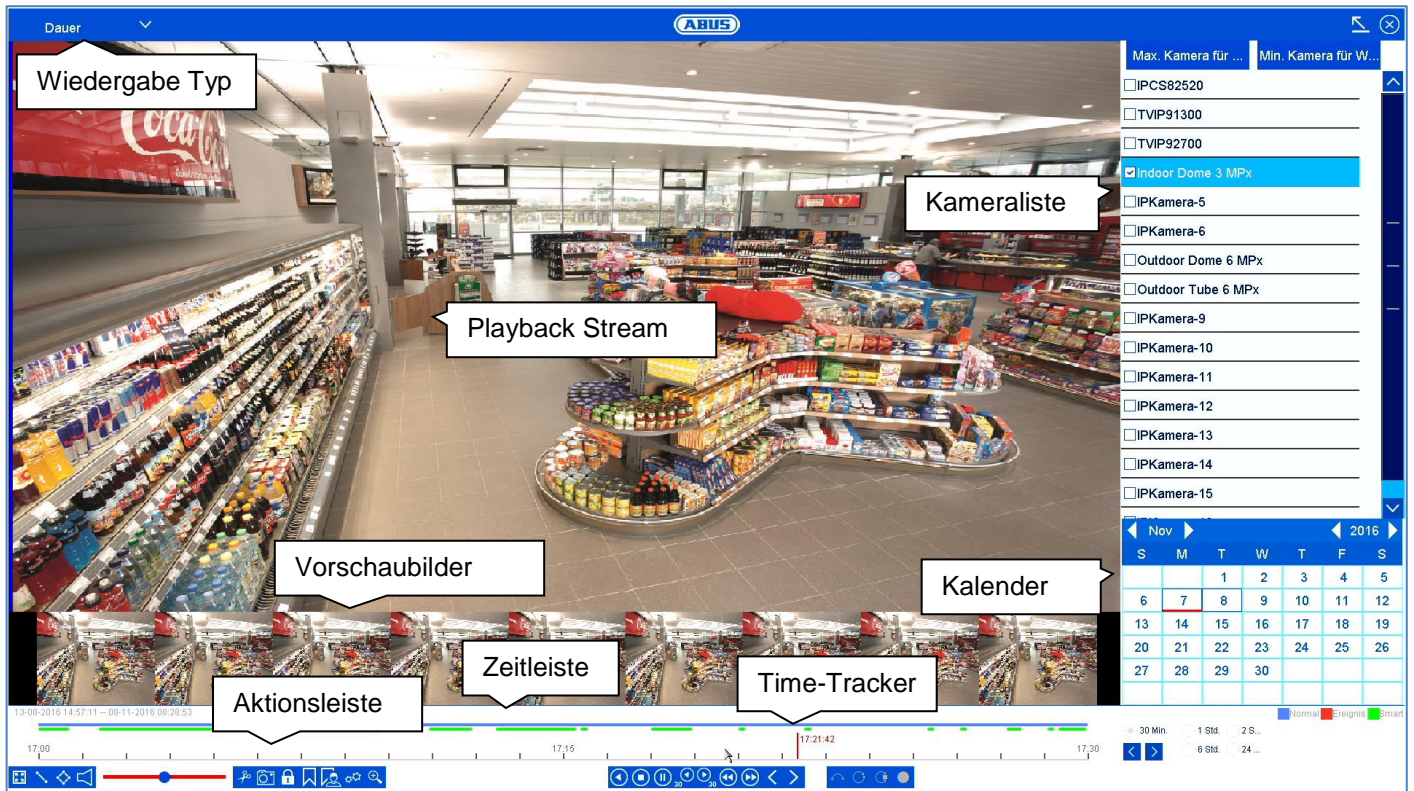 Dauer
ABUS
Wiedergabe Typ
Max. Kamera für ...
Min. Kamera für W...
Coca-Co
IPCS82520
TVIP91300
TVIP92700
Indoor Dome 3 MPx
Kameraliste
IPKamera-5
IPKamera-6
Outdoor Dome 6 MPx
Outdoor Tube 6 MPx
Playback Stream
IPKamera-9
IPKamera-10
IPKamera-11
IPKamera-12
IPKamera-13
IPKamera-14
IPKamera-15
Nov 2016
S M T W T F S
1 2 3 4 5
6 7 8 9 10 11 12
13 14 15 16 17 18 19
20 21 22 23 24 25 26
27 28 29 30
Vorschaubilder
Kalender
Zeitleiste
Time-Tracker
Aktionsleiste
13-08-2016 14:57:11 -- 08-11-2016 08:28:53
Normal Ereignis Smart
30 Min. 1 Std. 2 S...
6 Std. 24 ...
17:21:42
17:00 17:15 17:30
30 30